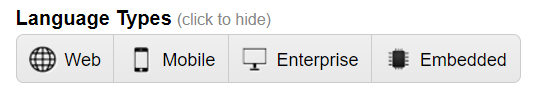 Language Types (click to hide)
Web Mobile Enterprise Embedded